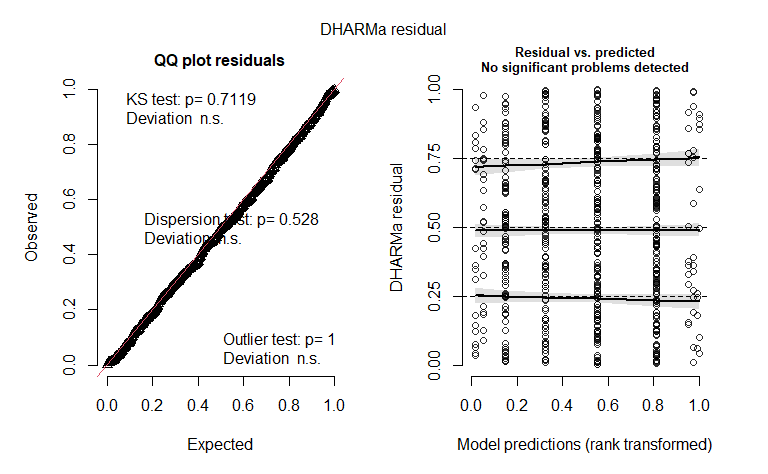 DHARMa residual
QQ plot residuals
KS test: p= 0.7119
Deviation n.s.
Dispersion test: p= 0.528
Deviation n.s.
Outlier test: p= 1
Deviation n.s.
Observed
0.0 0.2 0.4 0.6 0.8 1.0
0.0 0.2 0.4 0.6 0.8 1.0
Expected
Residual vs. predicted
No significant problems detected
DHARMa residual
0.00 0.25 0.50 0.75 1.00
0.0 0.2 0.4 0.6 0.8 1.0
Model predictions (rank transformed)